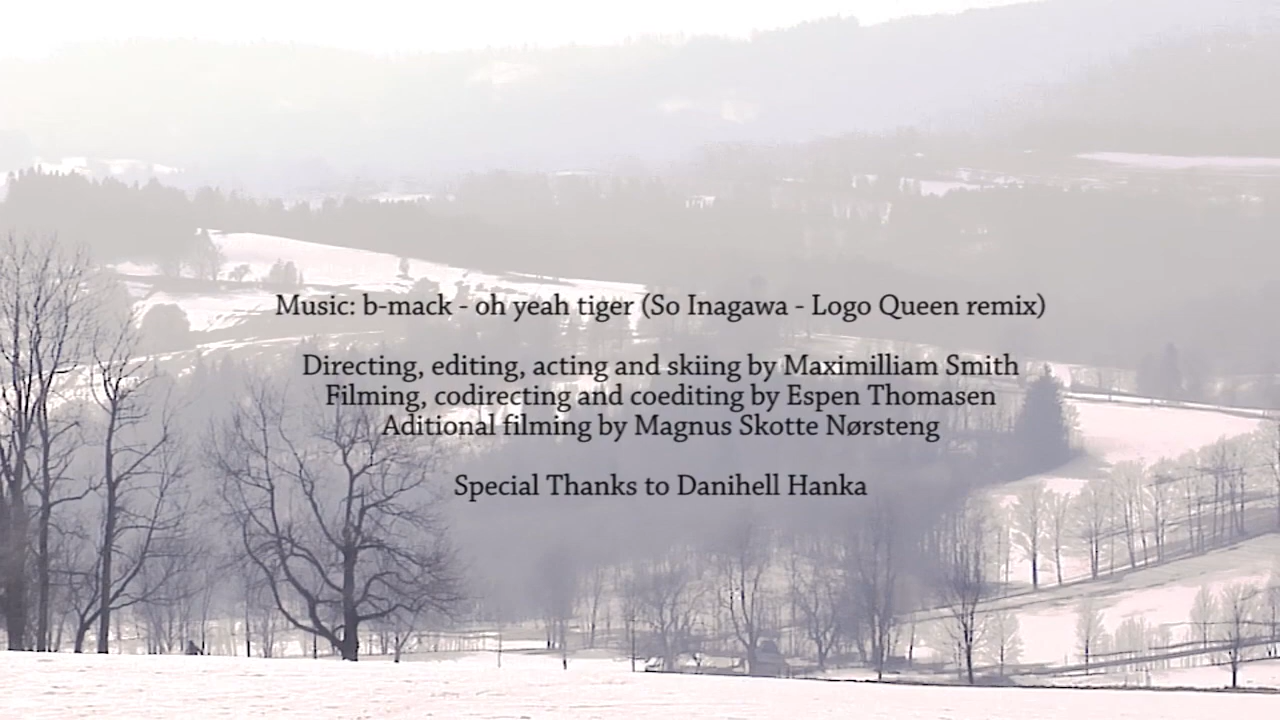 Music: b-mack - oh yeah tiger (So Inagawa - Logo Queen remix)
Directing, editing, acting and skiing by Maximilliam Smith
Filming, codirecting and coediting by Espen Thomasen
Aditional filming by Magnus Skotte Nørsteng
Special Thanks to Danihell Hanka